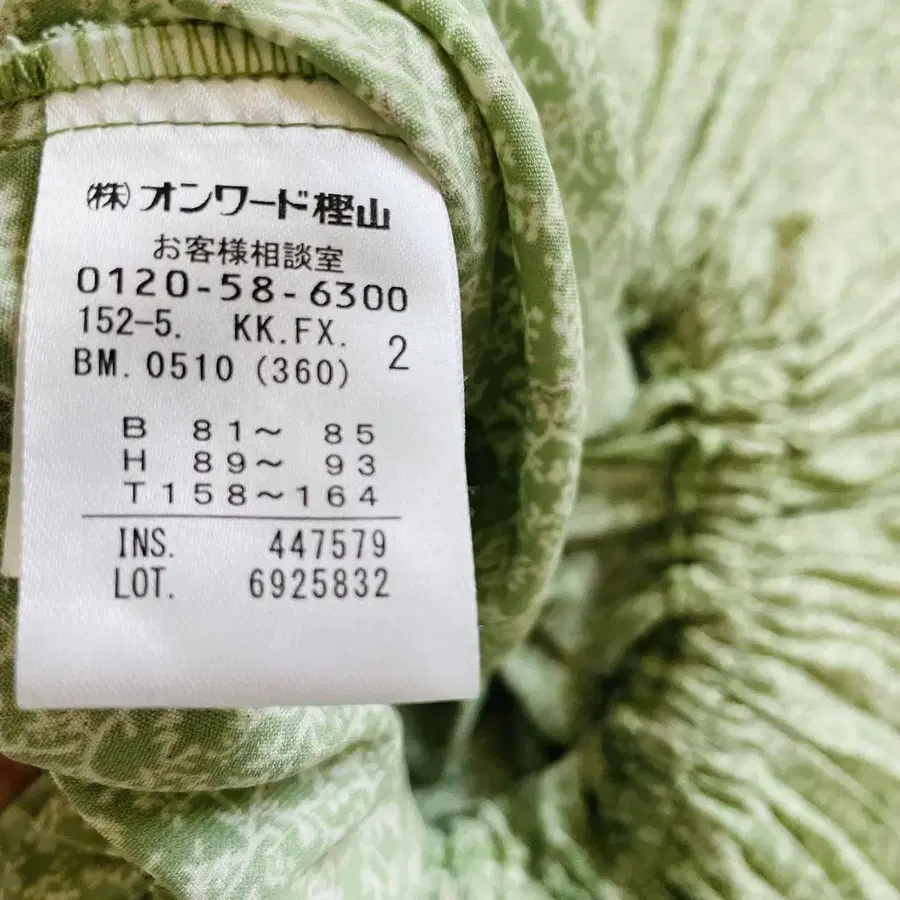 ㈱オンワード樫山
お客様相談室
0120-58-6300
152-5. KK.FX.
BM. 0510 (360) 2
B 81～ 85
H 89～ 93
T158～164
INS. 447579
LOT. 6925832